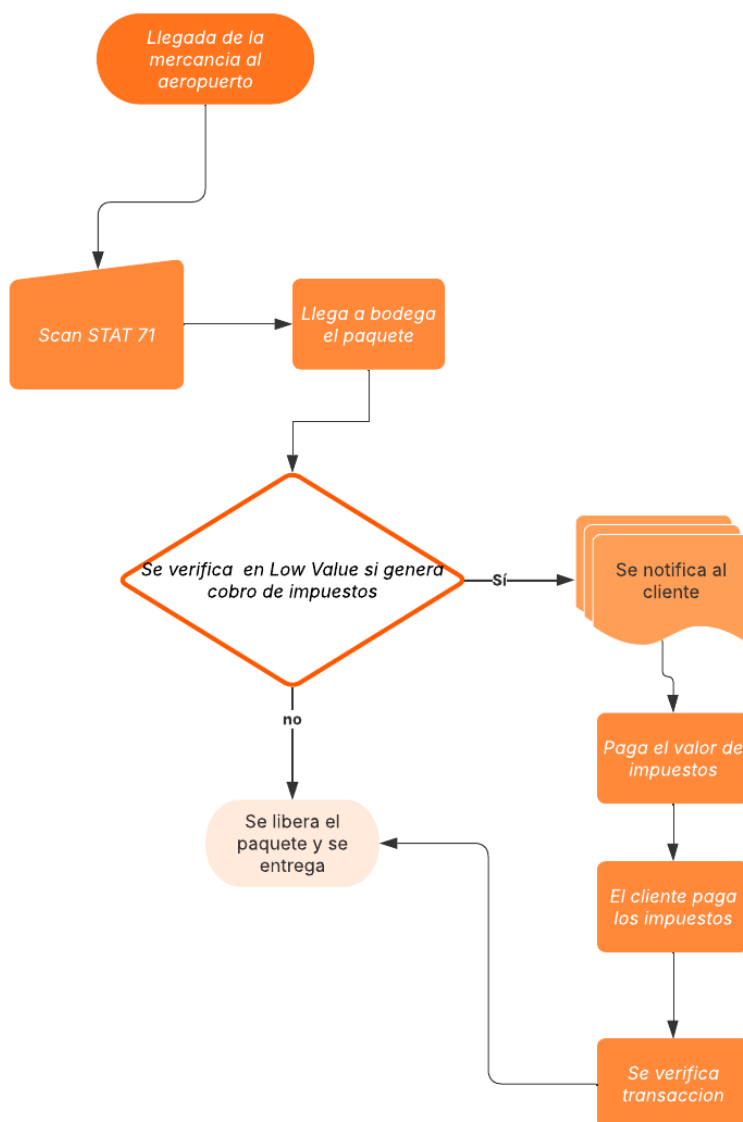 Llegada de la
mercancia al
aeropuerto
Scan STAT 71
Llega a bodega
el paquete
Se verifica en Low Value si genera
cobro de impuestos
Sí
Se notifica al
cliente
no
Paga el valor de
impuestos
Se libera el
paquete y se
entrega
El cliente paga
los impuestos
Se verifica
transaccion